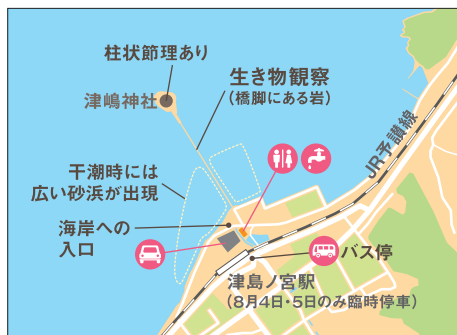 柱状節理あり
津嶋神社
生き物観察
(橋脚にある岩)
干潮時には
広い砂浜が出現
海岸への
入口
JR予讃線
バス停
津島ノ宮駅
(8月4日・5日のみ臨時停車)